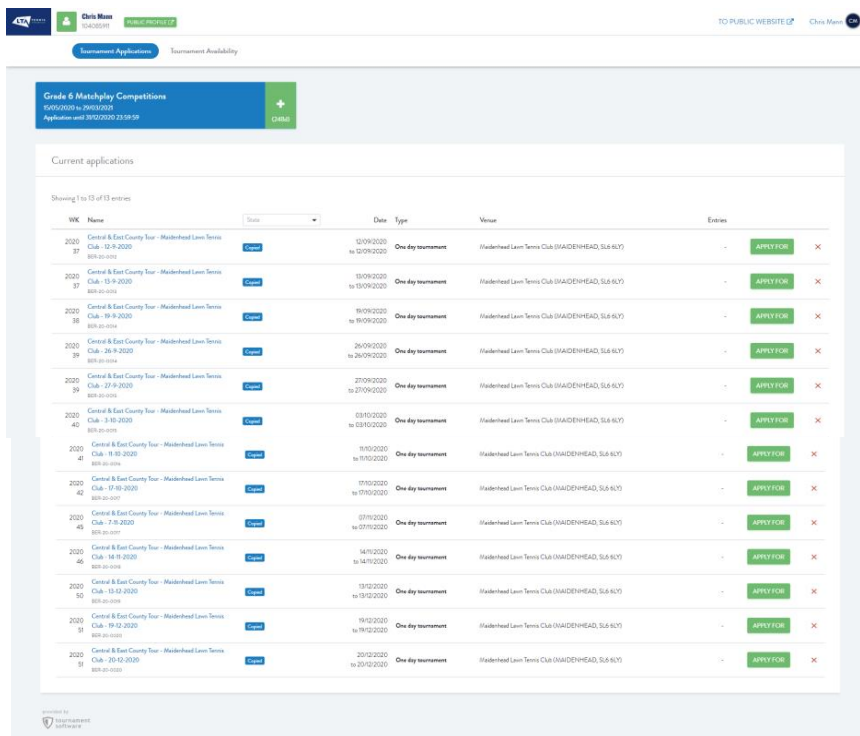 LTA TENNIS
Chris Mann
PUBLIC PROFILE
TO PUBLIC WEBSITE
Chris Mann CM
Tournament Applications Tournament Availability
Grade 6 Matchplay Competitions
15/05/2020 to 29/03/2021
Application until 31/12/2020 23:59:59
+
Current applications
Showing 1 to 13 of 13 entries
WK Name State Date Type Venue Entries
2020 Central & East County Tour - Maidenhead Lawn Tennis 12/09/2020
37 Club - 12-9-2020 Copied to 12/09/2020 One day tournament Maidenhead Lawn Tennis Club (MAIDENHEAD, SL6 6LY) - APPLY FOR
2020 Central & East County Tour - Maidenhead Lawn Tennis 13/09/2020
37 Club - 13-9-2020 Copied to 13/09/2020 One day tournament Maidenhead Lawn Tennis Club (MAIDENHEAD, SL6 6LY) - APPLY FOR
2020 Central & East County Tour - Maidenhead Lawn Tennis 19/09/2020
38 Club - 19-9-2020 Copied to 19/09/2020 One day tournament Maidenhead Lawn Tennis Club (MAIDENHEAD, SL6 6LY) - APPLY FOR
2020 Central & East County Tour - Maidenhead Lawn Tennis 26/09/2020
39 Club - 26-9-2020 Copied to 26/09/2020 One day tournament Maidenhead Lawn Tennis Club (MAIDENHEAD, SL6 6LY) - APPLY FOR
2020 Central & East County Tour - Maidenhead Lawn Tennis 27/09/2020
39 Club - 27-9-2020 Copied to 27/09/2020 One day tournament Maidenhead Lawn Tennis Club (MAIDENHEAD, SL6 6LY) - APPLY FOR
2020 Central & East County Tour - Maidenhead Lawn Tennis 03/10/2020
40 Club - 3-10-2020 Copied to 03/10/2020 One day tournament Maidenhead Lawn Tennis Club (MAIDENHEAD, SL6 6LY) - APPLY FOR
2020 Central & East County Tour - Maidenhead Lawn Tennis 11/10/2020
41 Club - 11-10-2020 Copied to 11/10/2020 One day tournament Maidenhead Lawn Tennis Club (MAIDENHEAD, SL6 6LY) - APPLY FOR
2020 Central & East County Tour - Maidenhead Lawn Tennis 17/10/2020
42 Club - 17-10-2020 Copied to 17/10/2020 One day tournament Maidenhead Lawn Tennis Club (MAIDENHEAD, SL6 6LY) - APPLY FOR
2020 Central & East County Tour - Maidenhead Lawn Tennis 07/11/2020
45 Club - 7-11-2020 Copied to 07/11/2020 One day tournament Maidenhead Lawn Tennis Club (MAIDENHEAD, SL6 6LY) - APPLY FOR
2020 Central & East County Tour - Maidenhead Lawn Tennis 14/11/2020
46 Club - 14-11-2020 Copied to 14/11/2020 One day tournament Maidenhead Lawn Tennis Club (MAIDENHEAD, SL6 6LY) - APPLY FOR
2020 Central & East County Tour - Maidenhead Lawn Tennis 13/12/2020
50 Club - 13-12-2020 Copied to 13/12/2020 One day tournament Maidenhead Lawn Tennis Club (MAIDENHEAD, SL6 6LY) - APPLY FOR
2020 Central & East County Tour - Maidenhead Lawn Tennis 19/12/2020
51 Club - 19-12-2020 Copied to 19/12/2020 One day tournament Maidenhead Lawn Tennis Club (MAIDENHEAD, SL6 6LY) - APPLY FOR
2020 Central & East County Tour - Maidenhead Lawn Tennis 20/12/2020
51 Club - 20-12-2020 Copied to 20/12/2020 One day tournament Maidenhead Lawn Tennis Club (MAIDENHEAD, SL6 6LY) - APPLY FOR
provided by
tournament
software